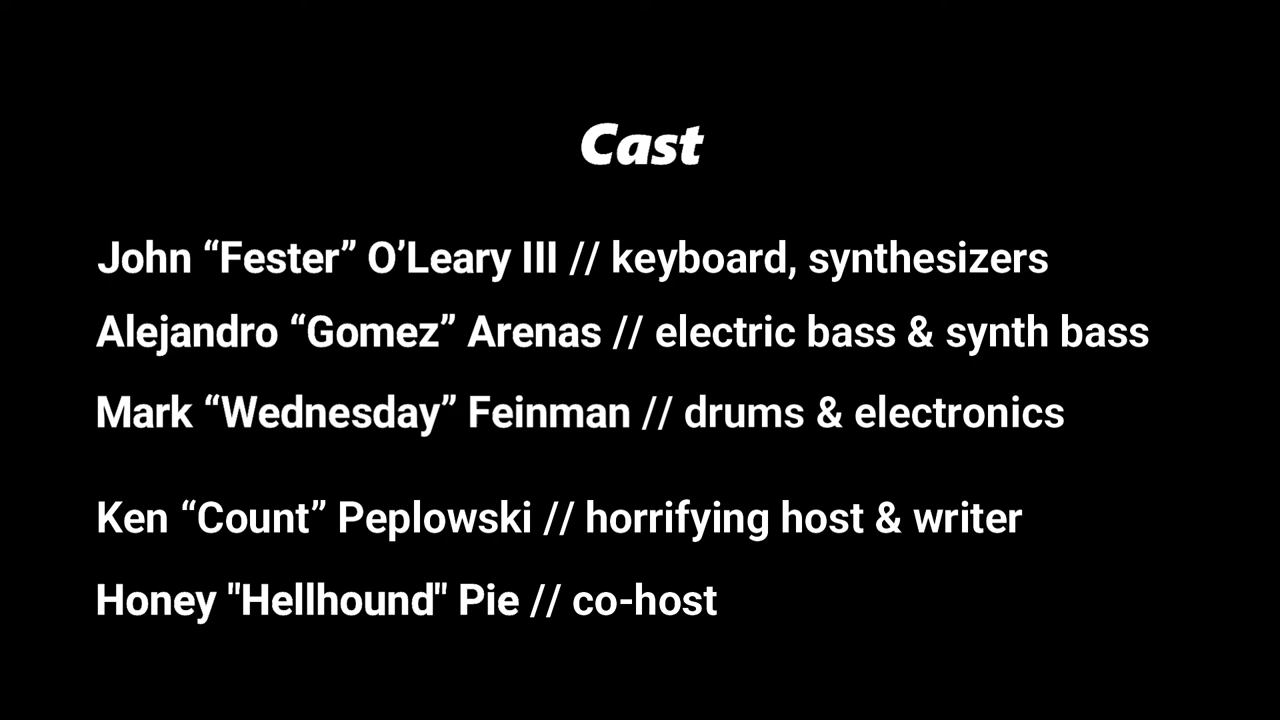 Cast
John “Fester” O’Leary III // keyboard, synthesizers
Alejandro “Gomez” Arenas // electric bass & synth bass
Mark “Wednesday” Feinman // drums & electronics
Ken “Count” Peplowski // horrifying host & writer
Honey "Hellhound" Pie // co-host